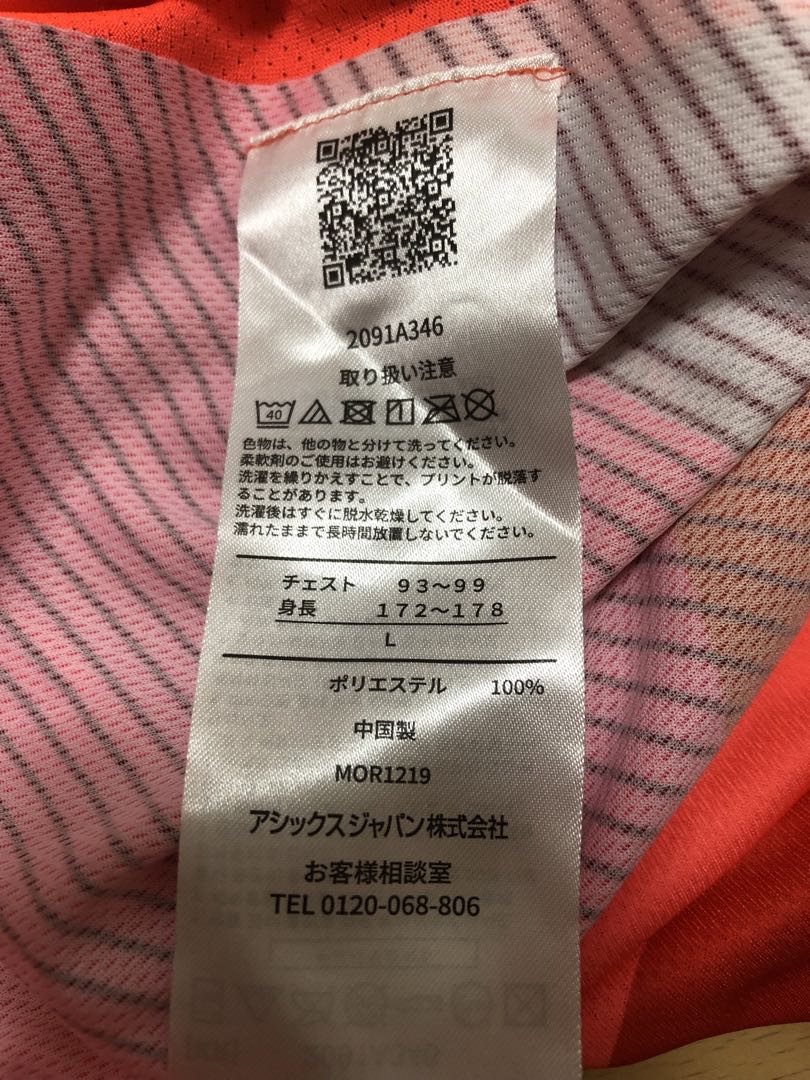 2091A346
取り扱い注意
40
色物は、他の物と分けて洗ってください。
柔軟剤のご使用はお避けください。
洗濯を繰りかえすことで、プリントが脱落す
ることがあります。
洗濯後はすぐに脱水乾燥してください。
濡れたままで長時間放置しないでください。
チェスト 93～99
身長 172～178
L
ポリエステル 100%
中国製
MOR1219
アシックスジャパン株式会社
お客様相談室
TEL 0120-068-806